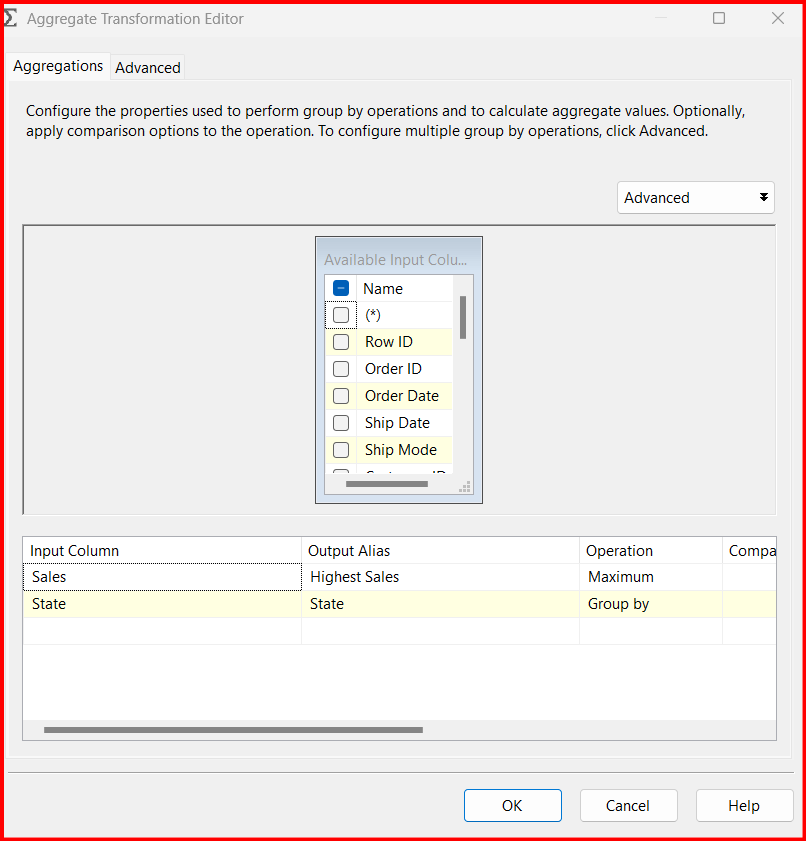 Aggregate Transformation Editor
Aggregations
Advanced
Configure the properties used to perform group by operations and to calculate aggregate values. Optionally,
apply comparison options to the operation. To configure multiple group by operations, click Advanced.
Advanced
Available Input Colu...
Name
(*)
Row ID
Order ID
Order Date
Ship Date
Ship Mode
Input Column Output Alias Operation Compa
Sales Highest Sales Maximum
State State Group by
OK Cancel Help